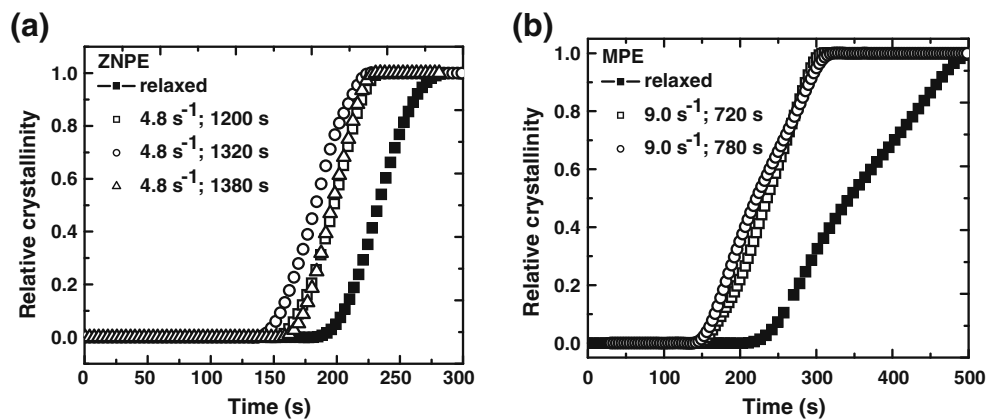 (a)
ZNPE
relaxed
4.8 s-1; 1200 s
4.8 s-1; 1320 s
4.8 s-1; 1380 s
Relative crystallinity
1.0
0.8
0.6
0.4
0.2
0.0
0 50 100 150 200 250 300
Time (s)
(b)
MPE
relaxed
9.0 s-1; 720 s
9.0 s-1; 780 s
Relative crystallinity
1.0
0.8
0.6
0.4
0.2
0.0
0 100 200 300 400 500
Time (s)